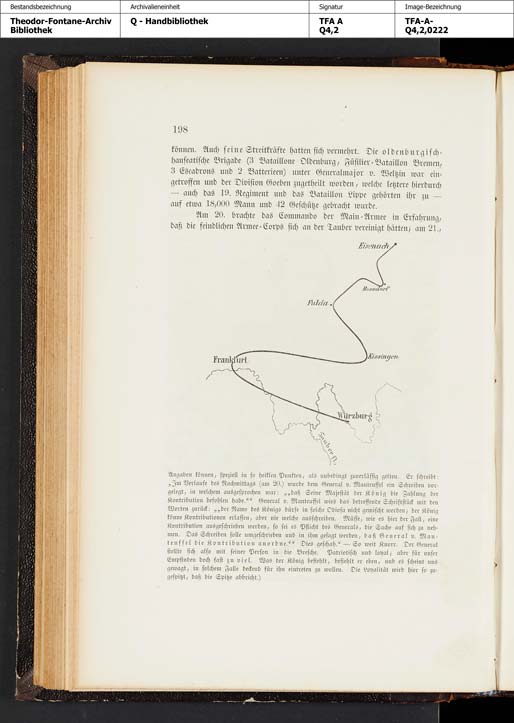 Bestandsbezeichnung
Theodor-Fontane-Archiv
Bibliothek
Archivalieneinheit
Q - Handbibliothek
Signatur
TFA A
Q4,2
Image-Bezeichnung
TFA-A-
Q4,2,0222
198
können. Auch seine Streitkräfte hatten sich vermehrt. Die oldenburgisch-
hanseatische Brigade (3 Bataillone Oldenburg, Füsilier-Bataillon Bremen,
3 Escadrons und 2 Batterieen) unter Generalmajor v. Weltzin war ein-
getroffen und der Division Goeben zugetheilt worden, welche letztere hierdurch
— auch das 19. Regiment und das Bataillon Lippe gehörten ihr zu —
auf etwa 18,000 Mann und 42 Geschütze gebracht wurde.
Am 20. brachte das Commando der Main-Armee in Erfahrung,
daß die feindlichen Armee-Corps sich an der Tauber vereinigt hätten; am 21.,
Eisenach
Rossdorf
Fulda
Kissingen
Frankfurt
Würzburg
Tauber fl.
Angaben können, speziell in so heiklen Punkten, als unbedingt zuverlässig gelten. Er schreibt:
„Im Verlaufe des Nachmittags (am 20.) wurde dem General v. Manteuffel ein Schreiben vor-
gelegt, in welchem ausgesprochen war: „„daß Seine Majestät der König die Zahlung der
Kontribution befohlen habe.““ General v. Manteuffel wies das betreffende Schriftstück mit den
Worten zurück: „„der Name des Königs dürfe in solche Odiosa nicht gemischt werden; der König
könne Kontributionen erlassen, aber nie welche ausschreiben. Müsse, wie es hier der Fall, eine
Kontribution ausgeschrieben werden, so sei es Pflicht des Generals, die Sache auf sich zu neh-
men. Das Schreiben solle umgeschrieben und in ihm gesagt werden, daß General v. Man-
teuffel die Kontribution anordne.““ Dies geschah.“ — So weit Knorr. Der General
stellte sich also mit seiner Person in die Bresche. Patriotisch und loyal; aber für unser
Empfinden doch fast zu viel. Was der König befiehlt, befiehlt er eben, und es scheint uns
gewagt, in solchem Falle deckend für ihn eintreten zu wollen. Die Loyalität wird hier so ge-
spitzt, daß die Spitze abbricht.)